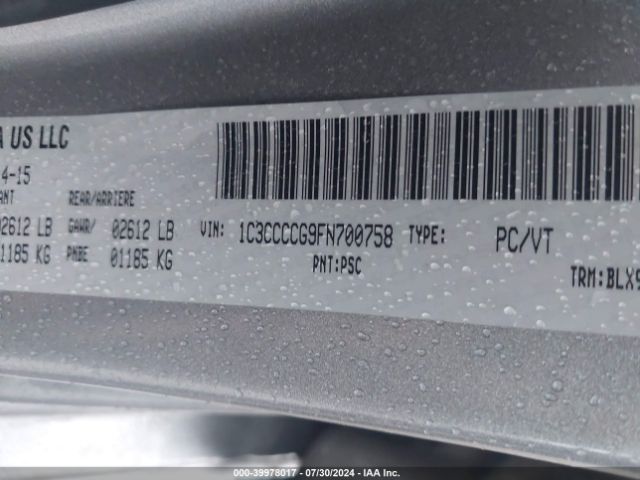 A US LLC
4-15
ANT REAR/ARRIERE
02612 LB GAWR/ 02612 LB VIN: 1C3CCCCG9FN700758 TYPE: PC/VT
1185 KG PNBE 01185 KG PNT:PSC TRM:BLX9
000-39978017 / 07/30/2024 - IAA Inc.